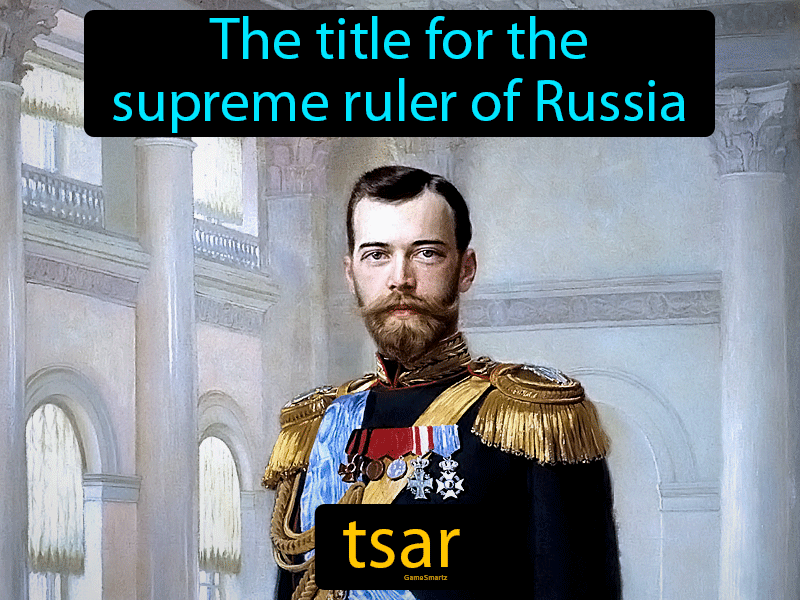 The title for the
supreme ruler of Russia
tsar
GameSmartz